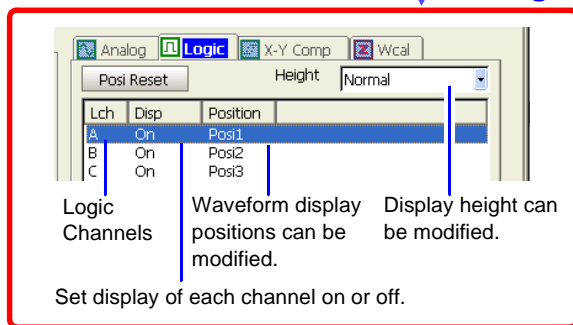 Analog Logic X-Y Comp Wcal
Posi Reset Height Normal
Lch Disp Position
A On Posi1
B On Posi2
C On Posi3
Logic Channels
Waveform display positions can be modified.
Display height can be modified.
Set display of each channel on or off.